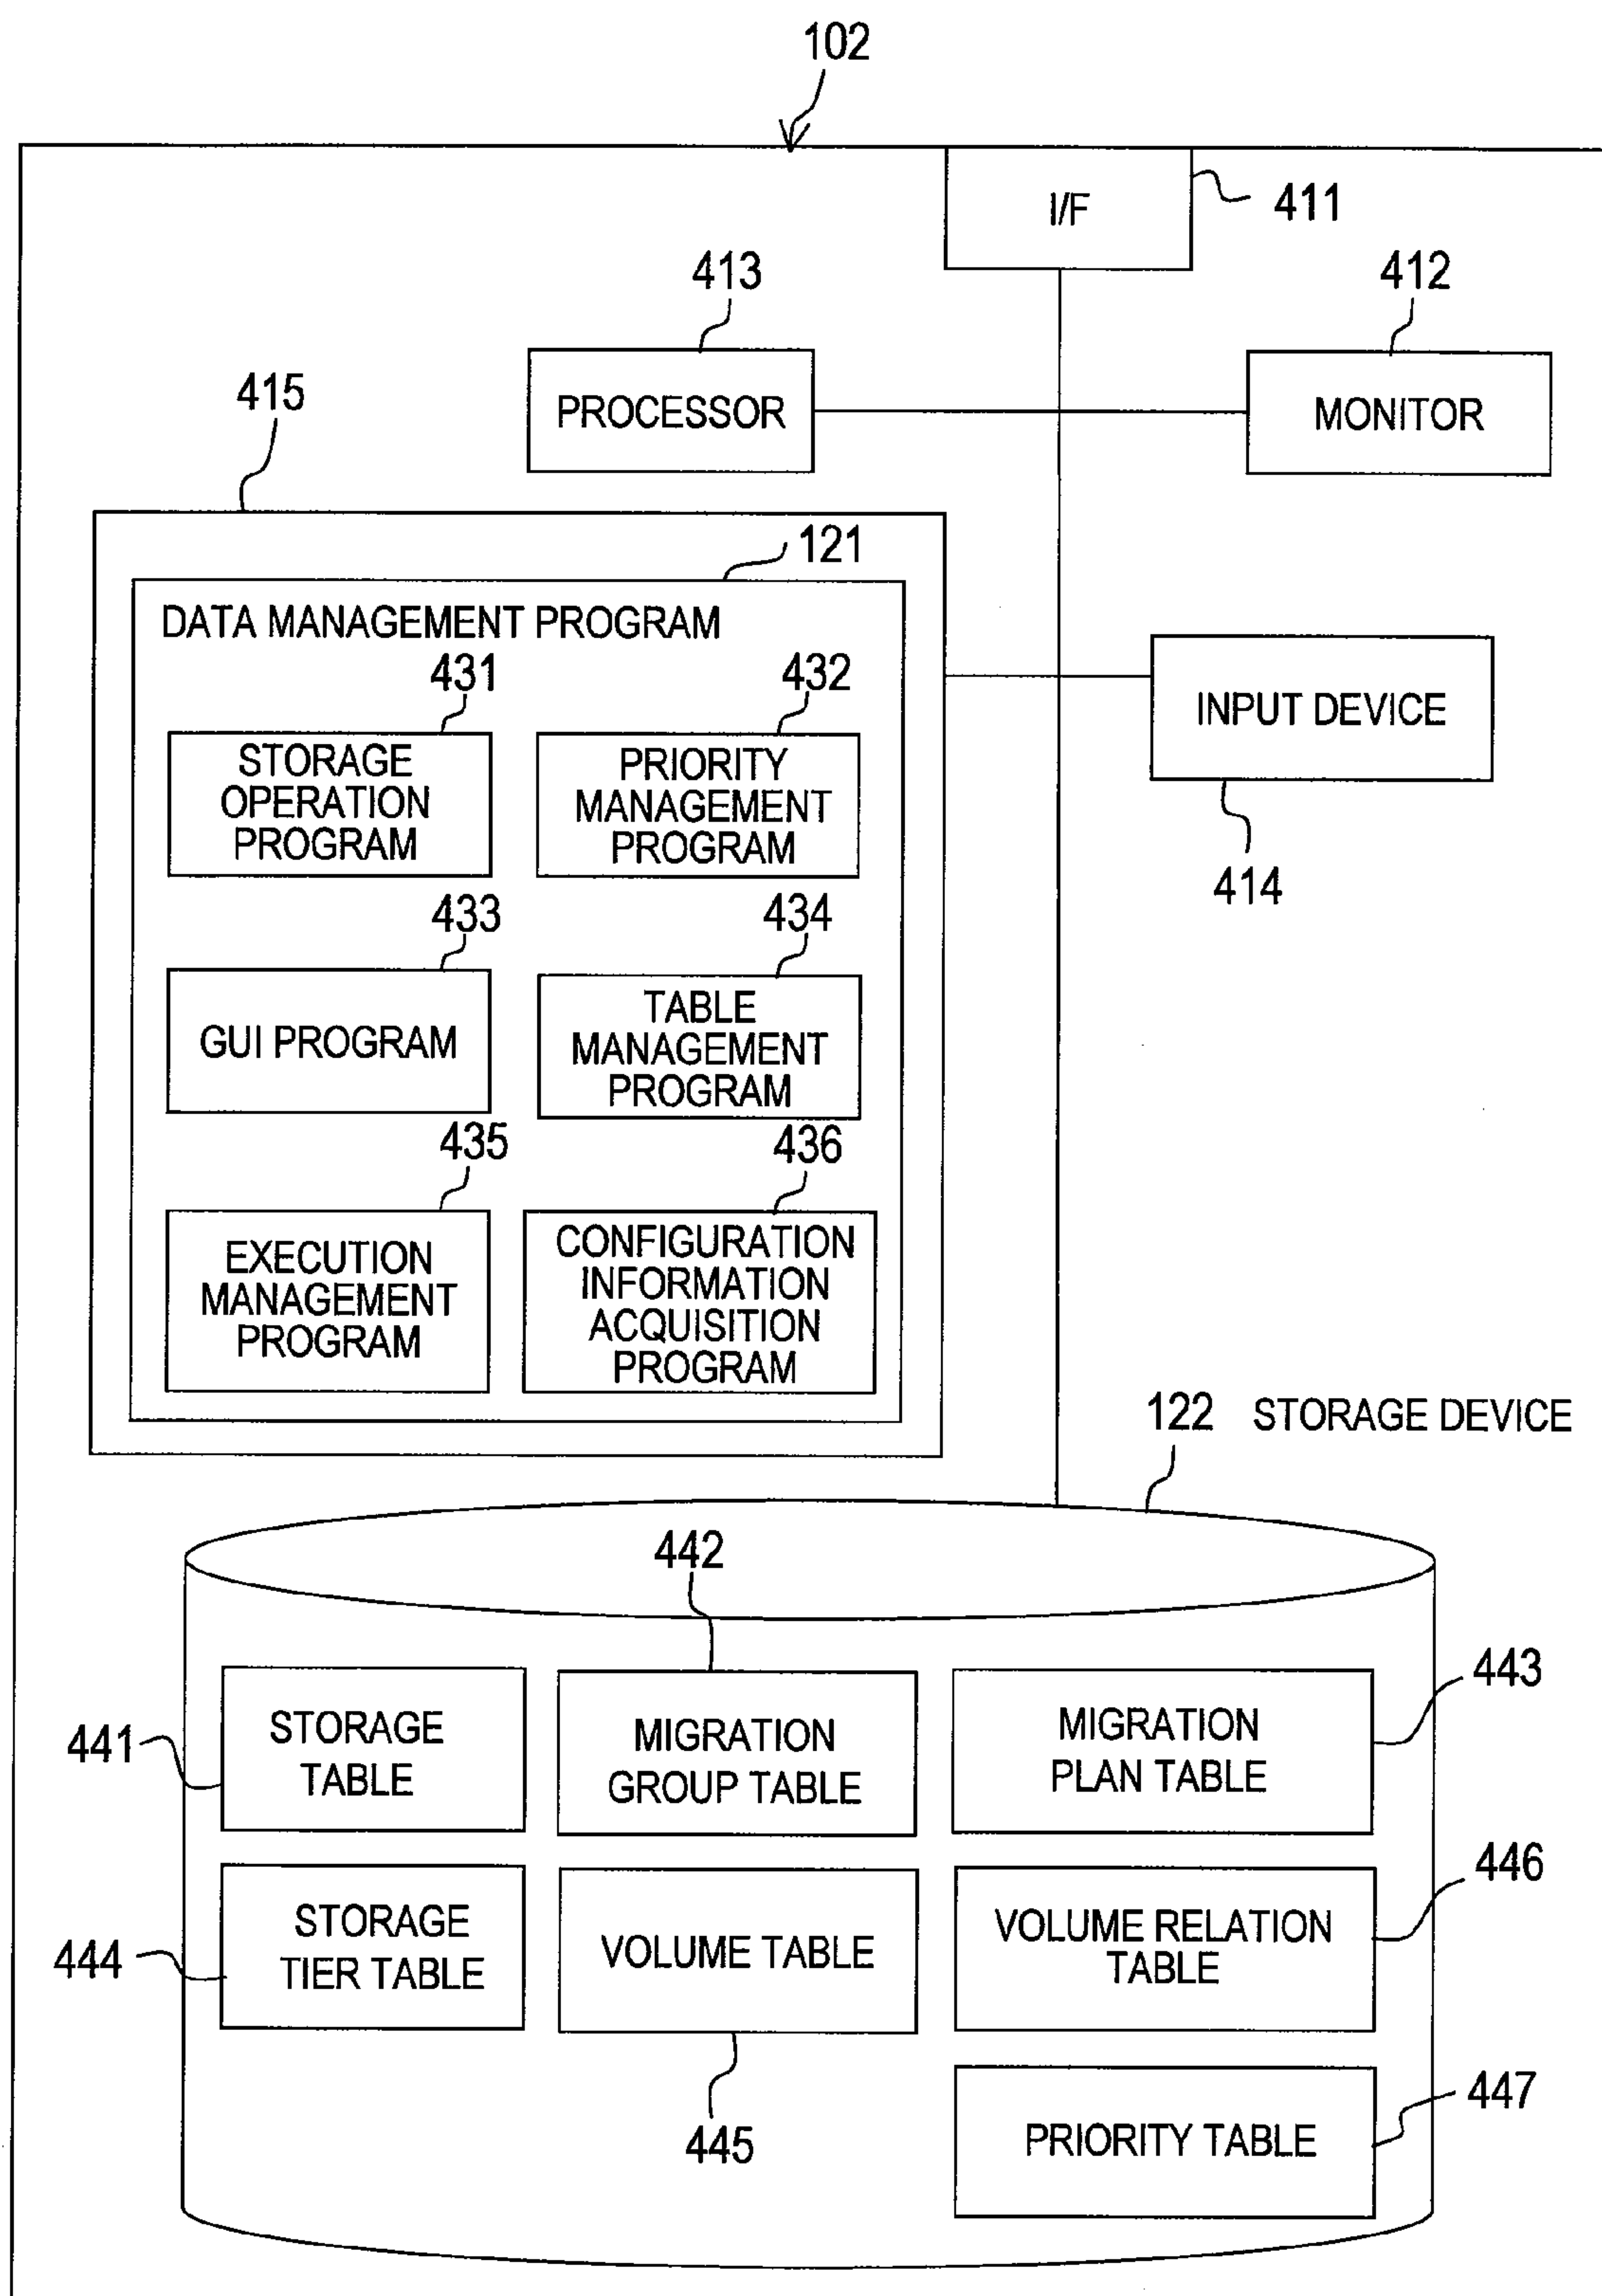 102
I/F
411
413
412
PROCESSOR
MONITOR
415
121
DATA MANAGEMENT PROGRAM
431
432
STORAGE
OPERATION
PROGRAM
PRIORITY
MANAGEMENT
PROGRAM
INPUT DEVICE
414
433
434
GUI PROGRAM
TABLE
MANAGEMENT
PROGRAM
435
436
EXECUTION
MANAGEMENT
PROGRAM
CONFIGURATION
INFORMATION
ACQUISITION
PROGRAM
122 STORAGE DEVICE
442
441
STORAGE
TABLE
MIGRATION
GROUP TABLE
MIGRATION
PLAN TABLE
443
444
STORAGE
TIER TABLE
VOLUME TABLE
VOLUME RELATION
TABLE
446
445
PRIORITY TABLE
447